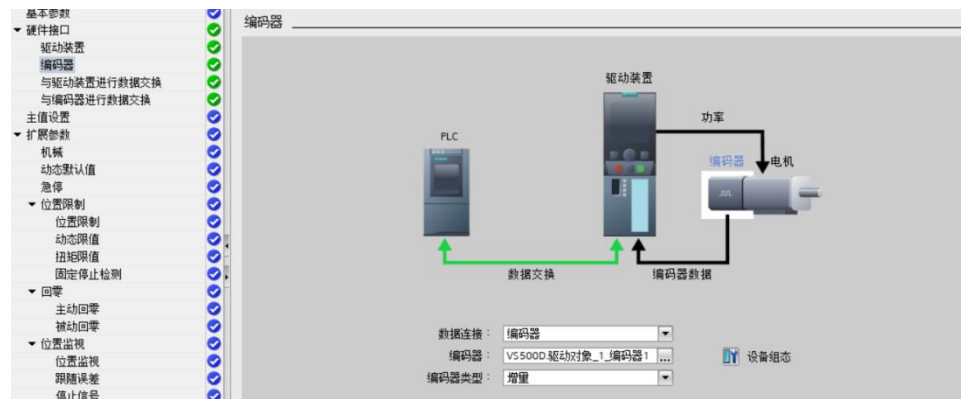 基本参数
硬件接口
驱动装置
编码器
与驱动装置进行数据交换
与编码器进行数据交换
主值设置
扩展参数
机械
动态默认值
急停
位置限制
位置限制
动态限值
扭矩限值
固定停止检测
回零
主动回零
被动回零
位置监视
位置监视
跟随误差
停止信号
编码器
驱动装置
功率
PLC
编码器
电机
数据交换
编码器数据
数据连接：
编码器
编码器：
VS500D.驱动对象_1_编码器1
...
设备组态
编码器类型：
增量